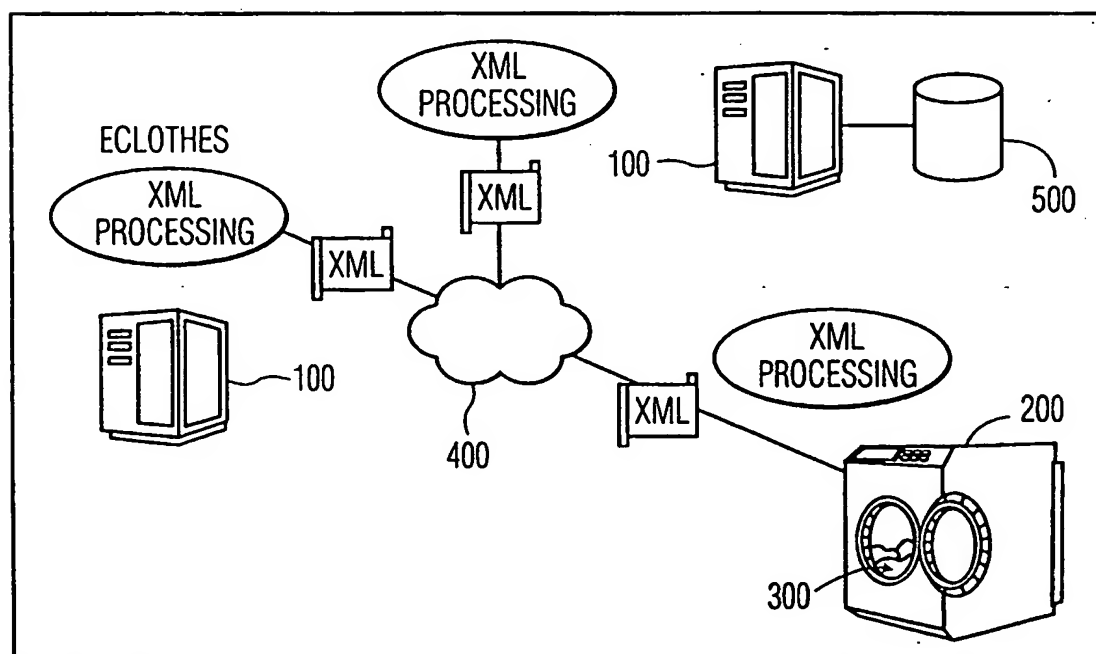 XML
PROCESSING
ECLOTHES
XML
PROCESSING
XML
XML
100
500
100
400
XML
PROCESSING
XML
200
300